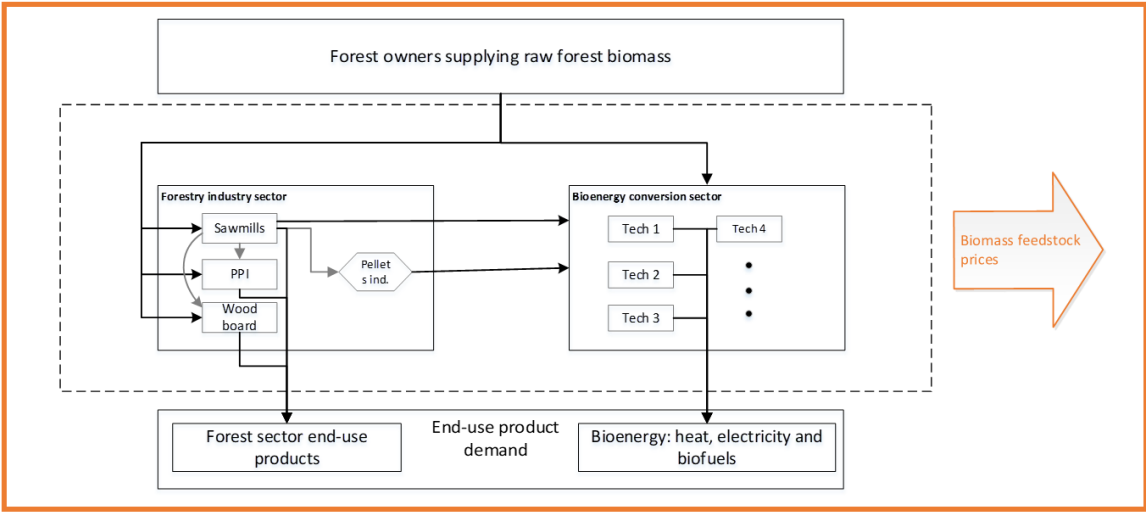 Forest owners supplying raw forest biomass
Forestry industry sector
Sawmills
PPI
Wood
board
Pellet
s ind.
Bioenergy conversion sector
Tech 1
Tech 4
Tech 2
Tech 3
Biomass feedstock
prices
End-use product
demand
Forest sector end-use
products
Bioenergy: heat, electricity and
biofuels